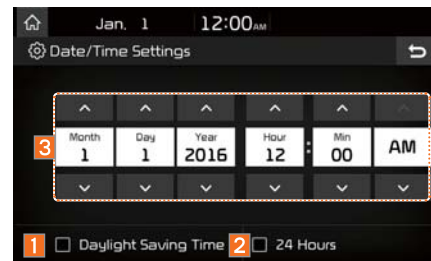 Jan. 1 12:00AM
Date/Time Settings
3
Month Day Year Hour Min
1 1 2016 12 : 00 AM
1 Daylight Saving Time 2 24 Hours